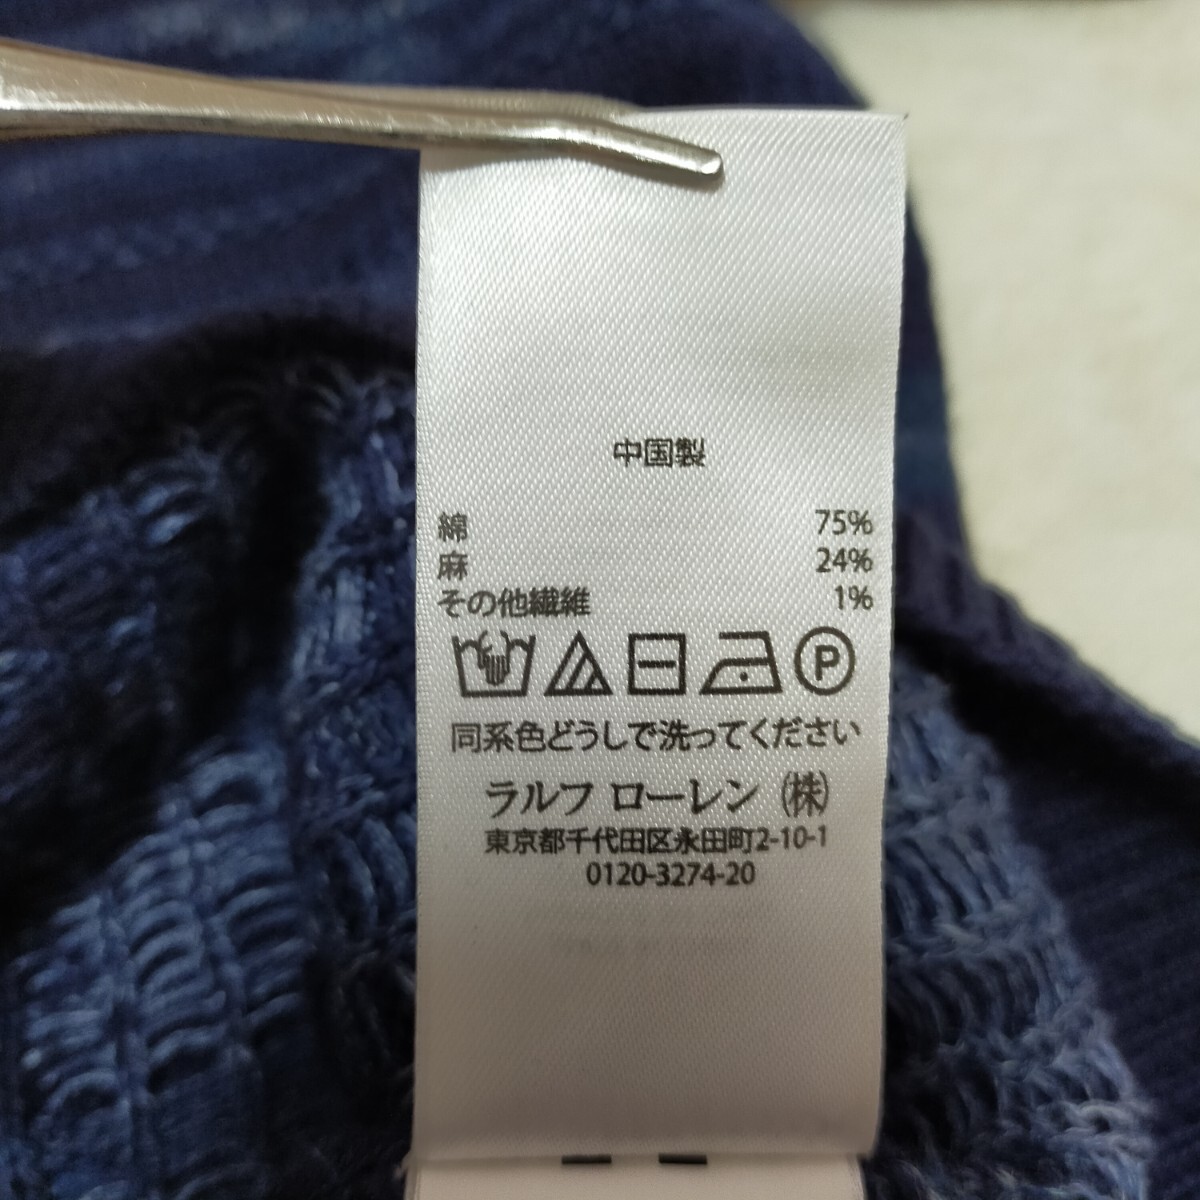 中国製
綿 75%
麻 24%
その他繊維 1%
P
同系色どうしで洗ってください
ラルフ ローレン ㈱
東京都千代田区永田町2-10-1
0120-3274-20